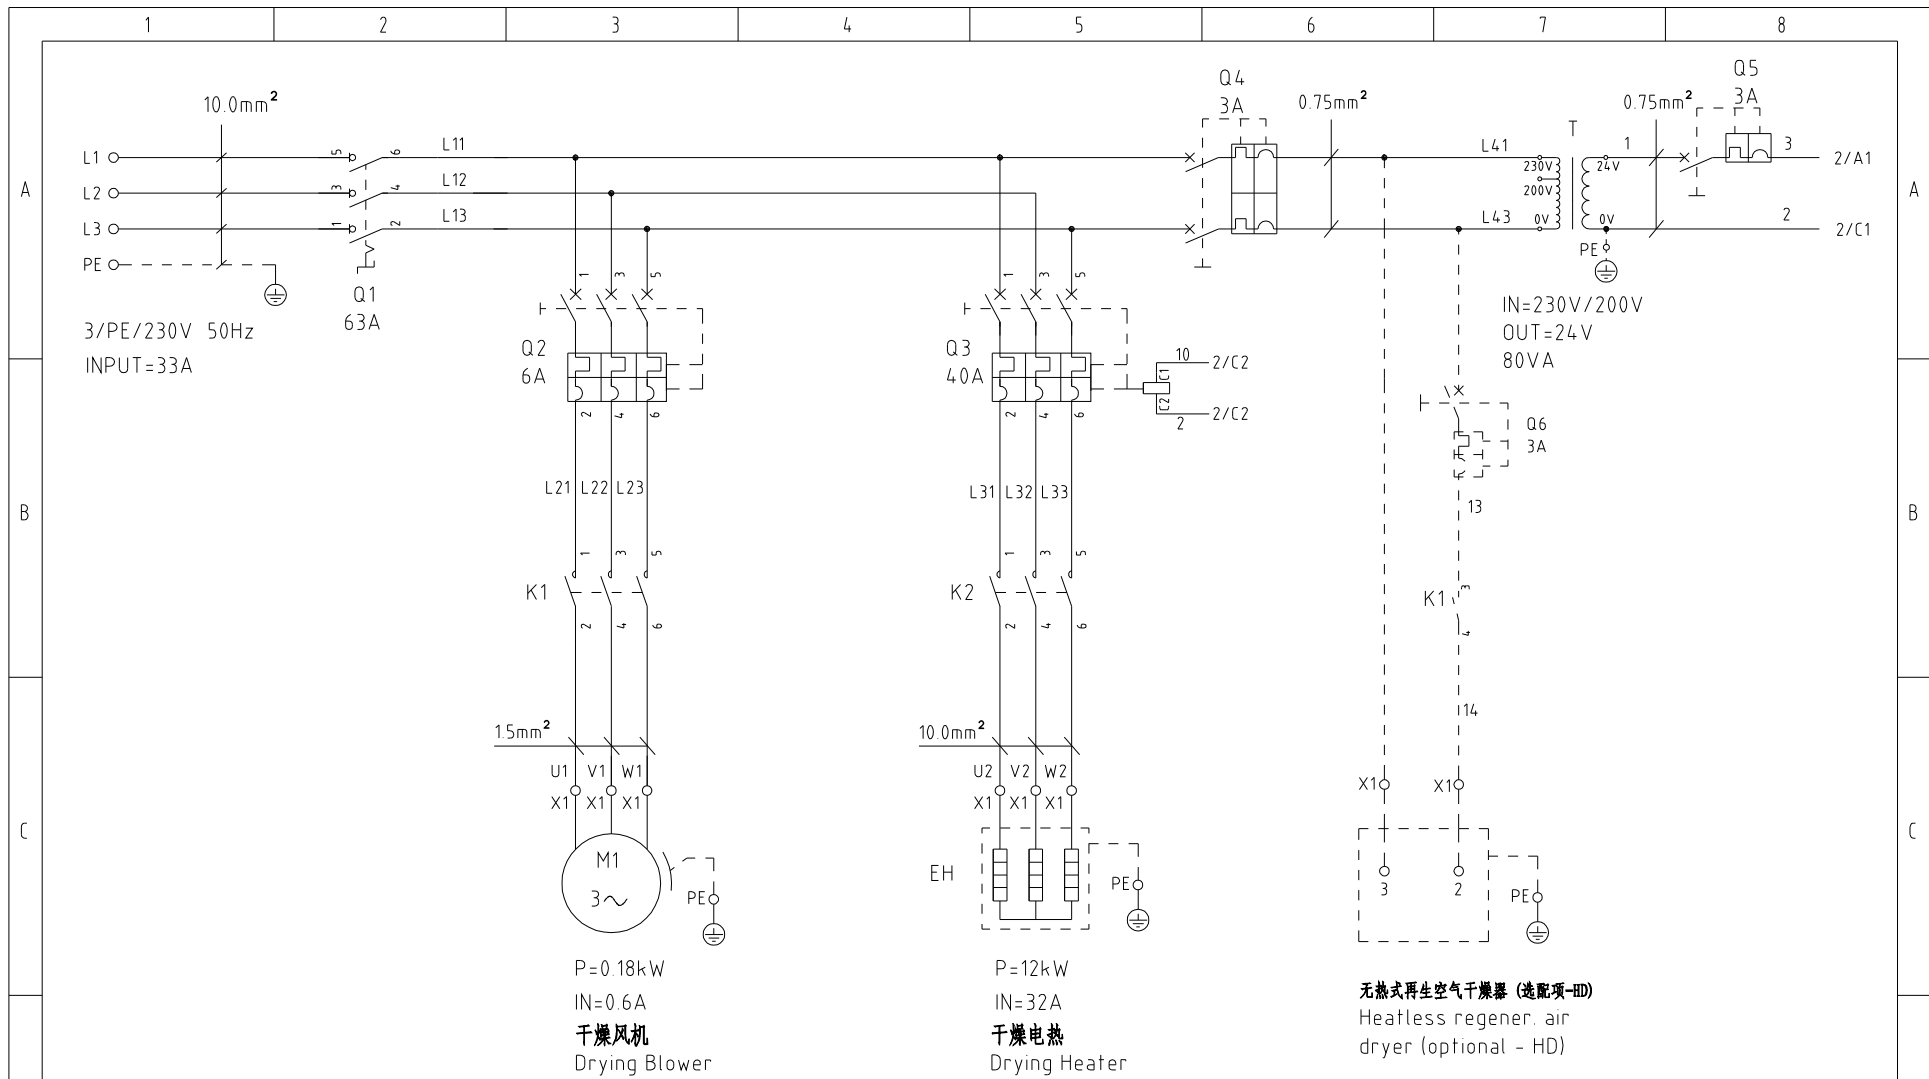 1 2 3 4 5 6 7 8
A A
B B
C C
10.0mm²
L1
L2
L3
PE
3/PE/230V 50Hz
INPUT=33A
5 6
3 4
1 2
Q1
63A
L11
L12
L13
1 3 5
Q2
6A
2 4 6
L21 L22 L23
1 3 5
K1
2 4 6
1.5mm²
U1 V1 W1
X1 X1 X1
M1
3~
PE
P=0.18kW
IN=0.6A
干燥风机
Drying Blower
1 3 5
Q3
40A
2 4 6
10 2/C2
C1
C2
2 2/C2
L31 L32 L33
1 3 5
K2
2 4 6
10.0mm²
U2 V2 W2
X1 X1 X1
EH
PE
P=12kW
IN=32A
干燥电热
Drying Heater
Q4
3A
0.75mm²
L41
L43
T
230V
200V
0V
24V
0V
PE
IN=230V/200V
OUT=24V
80VA
0.75mm²
1
Q5
3A
3 2/A1
2 2/C1
Q6
3A
13
3
K1
4
14
X1 X1
3 2
PE
无热式再生空气干燥器 (选配项-HD)
Heatless regener. air
dryer (optional - HD)